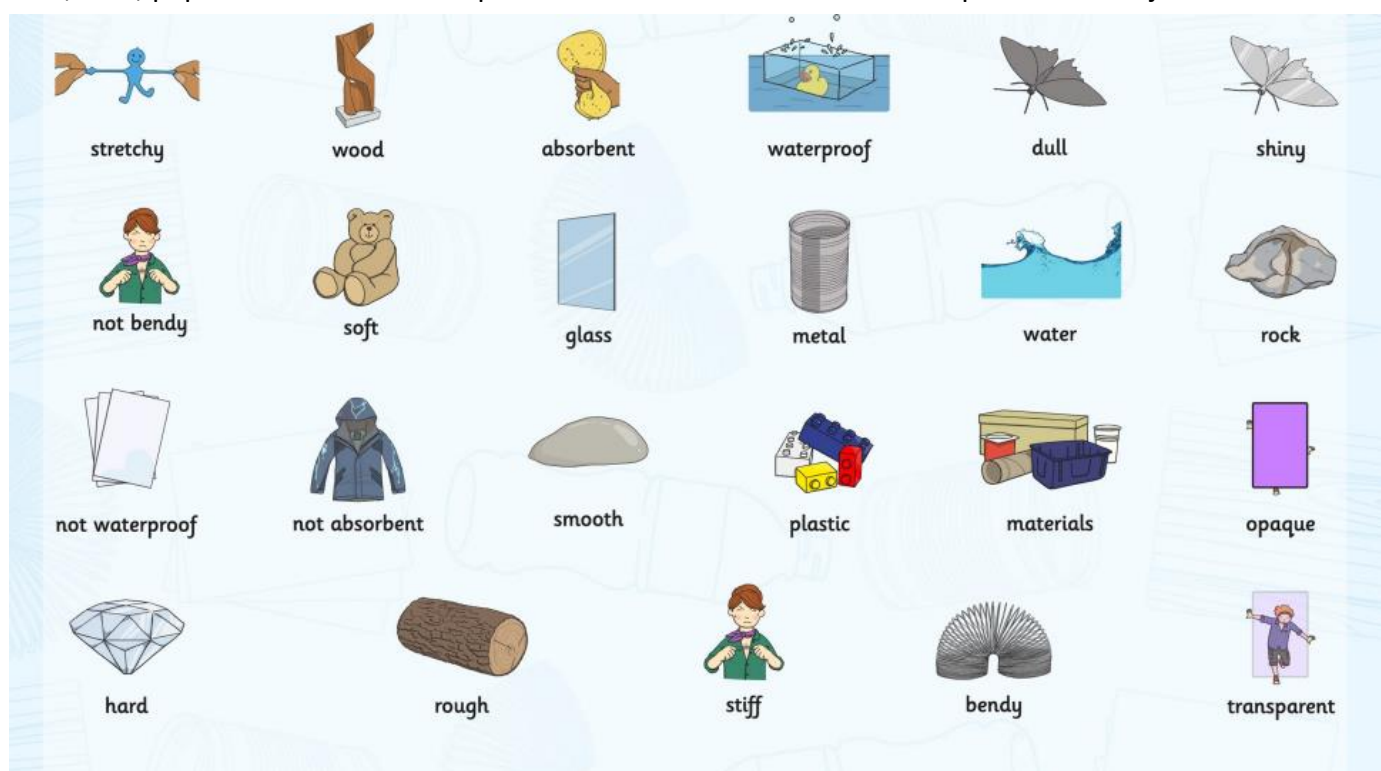 stretchy
wood
absorbent
waterproof
dull
shiny
not bendy
soft
glass
metal
water
rock
not waterproof
not absorbent
smooth
plastic
materials
opaque
hard
rough
stiff
bendy
transparent